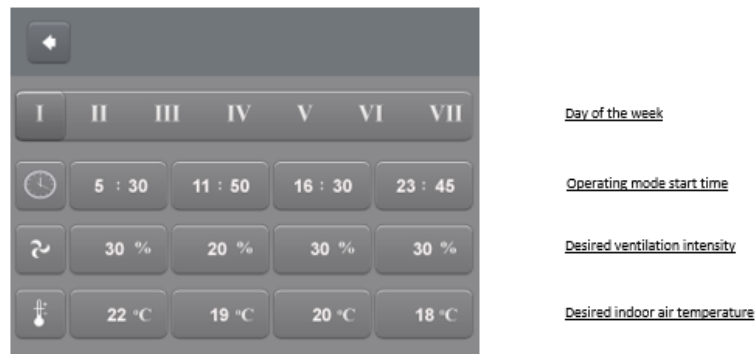 I II III IV V VI VII Day of the week
5 : 30 11 : 50 16 : 30 23 : 45 Operating mode start time
30 % 20 % 30 % 30 % Desired ventilation intensity
22 °C 19 °C 20 °C 18 °C Desired indoor air temperature